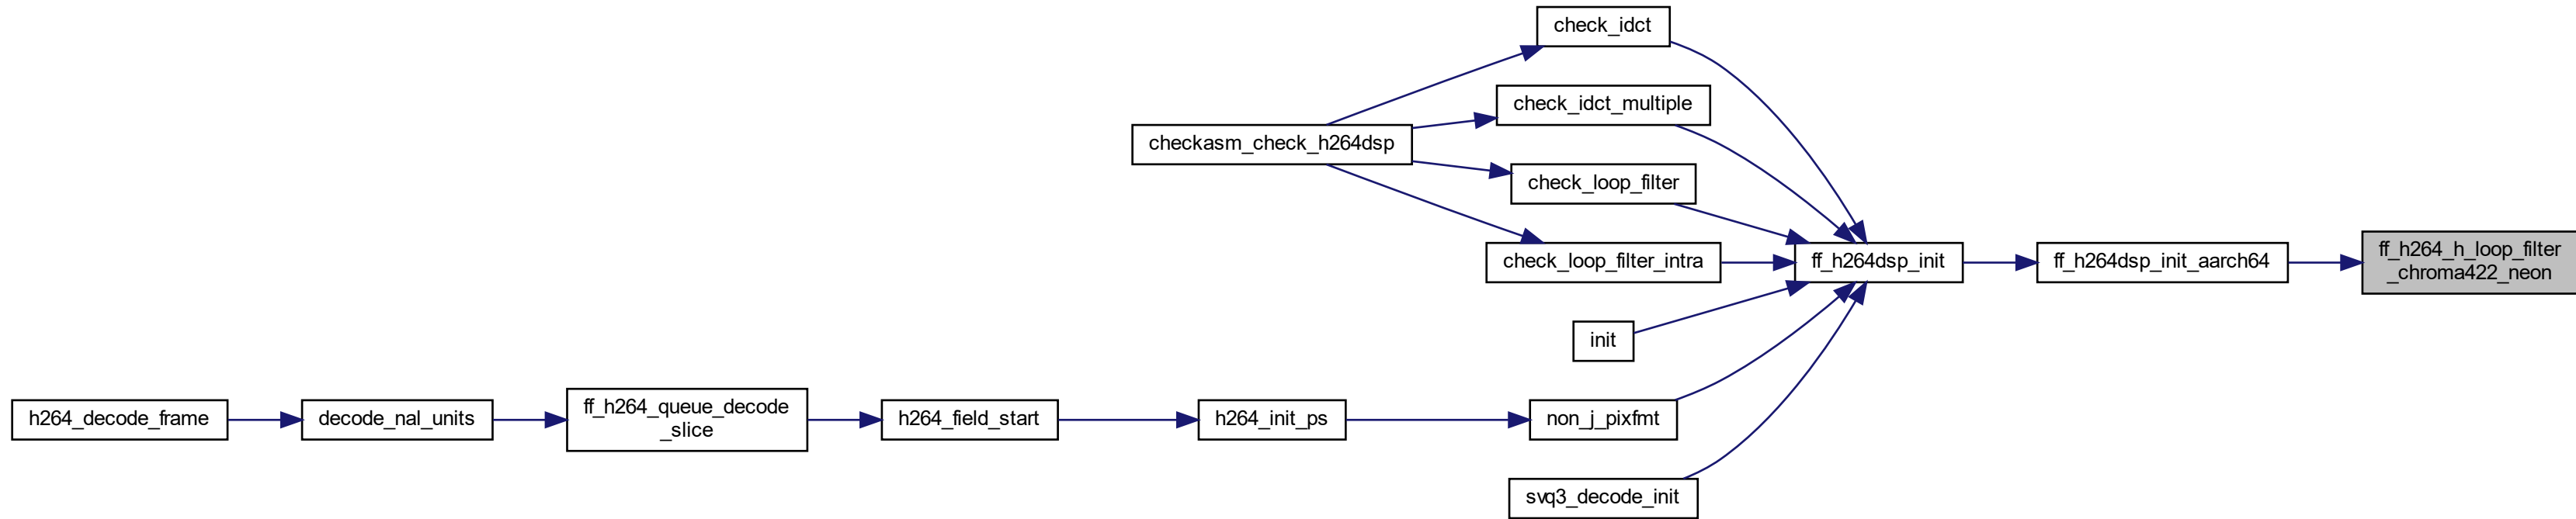 check_idct
check_idct_multiple
checkasm_check_h264dsp
check_loop_filter
check_loop_filter_intra
ff_h264dsp_init
ff_h264dsp_init_aarch64
ff_h264_h_loop_filter
_chroma422_neon
init
h264_decode_frame
decode_nal_units
ff_h264_queue_decode
_slice
h264_field_start
h264_init_ps
non_j_pixfmt
svq3_decode_init